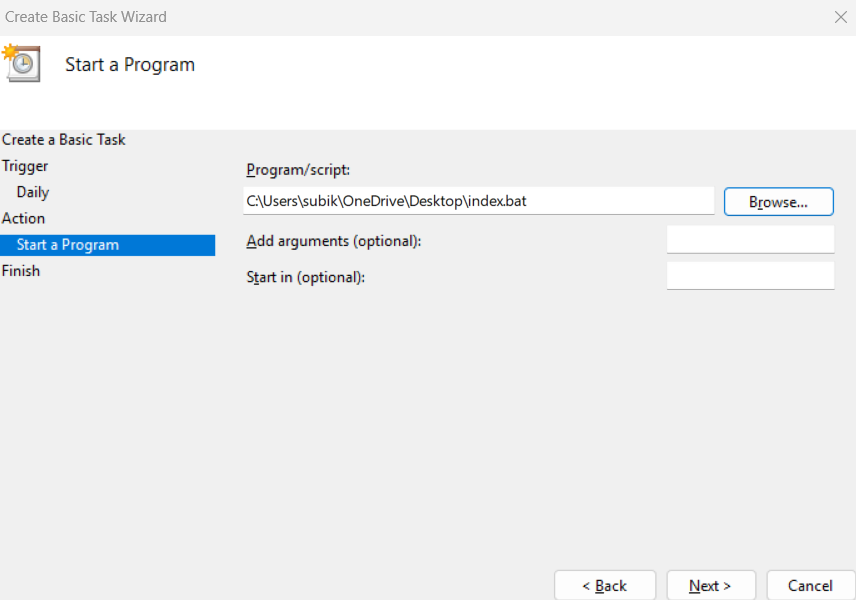 Create Basic Task Wizard
Start a Program
Create a Basic Task
Trigger
Daily
Action
Start a Program
Finish
Program/script:
C:\Users\subik\OneDrive\Desktop\index.bat
Browse...
Add arguments (optional):
Start in (optional):
< Back
Next >
Cancel